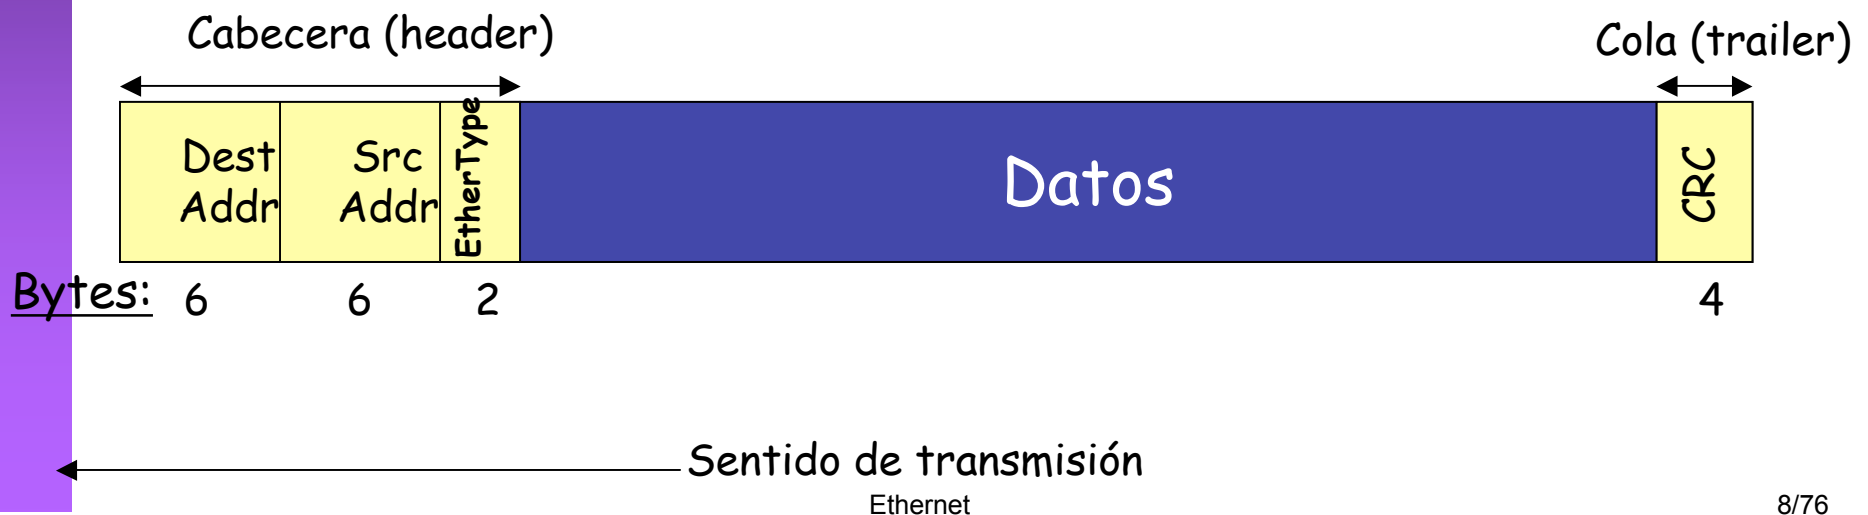 Cabecera (header)
Cola (trailer)
Dest
Addr
Src
Addr
EtherType
Datos
CRC
Bytes: 6 6 2 4
Sentido de transmisión
Ethernet
8/76